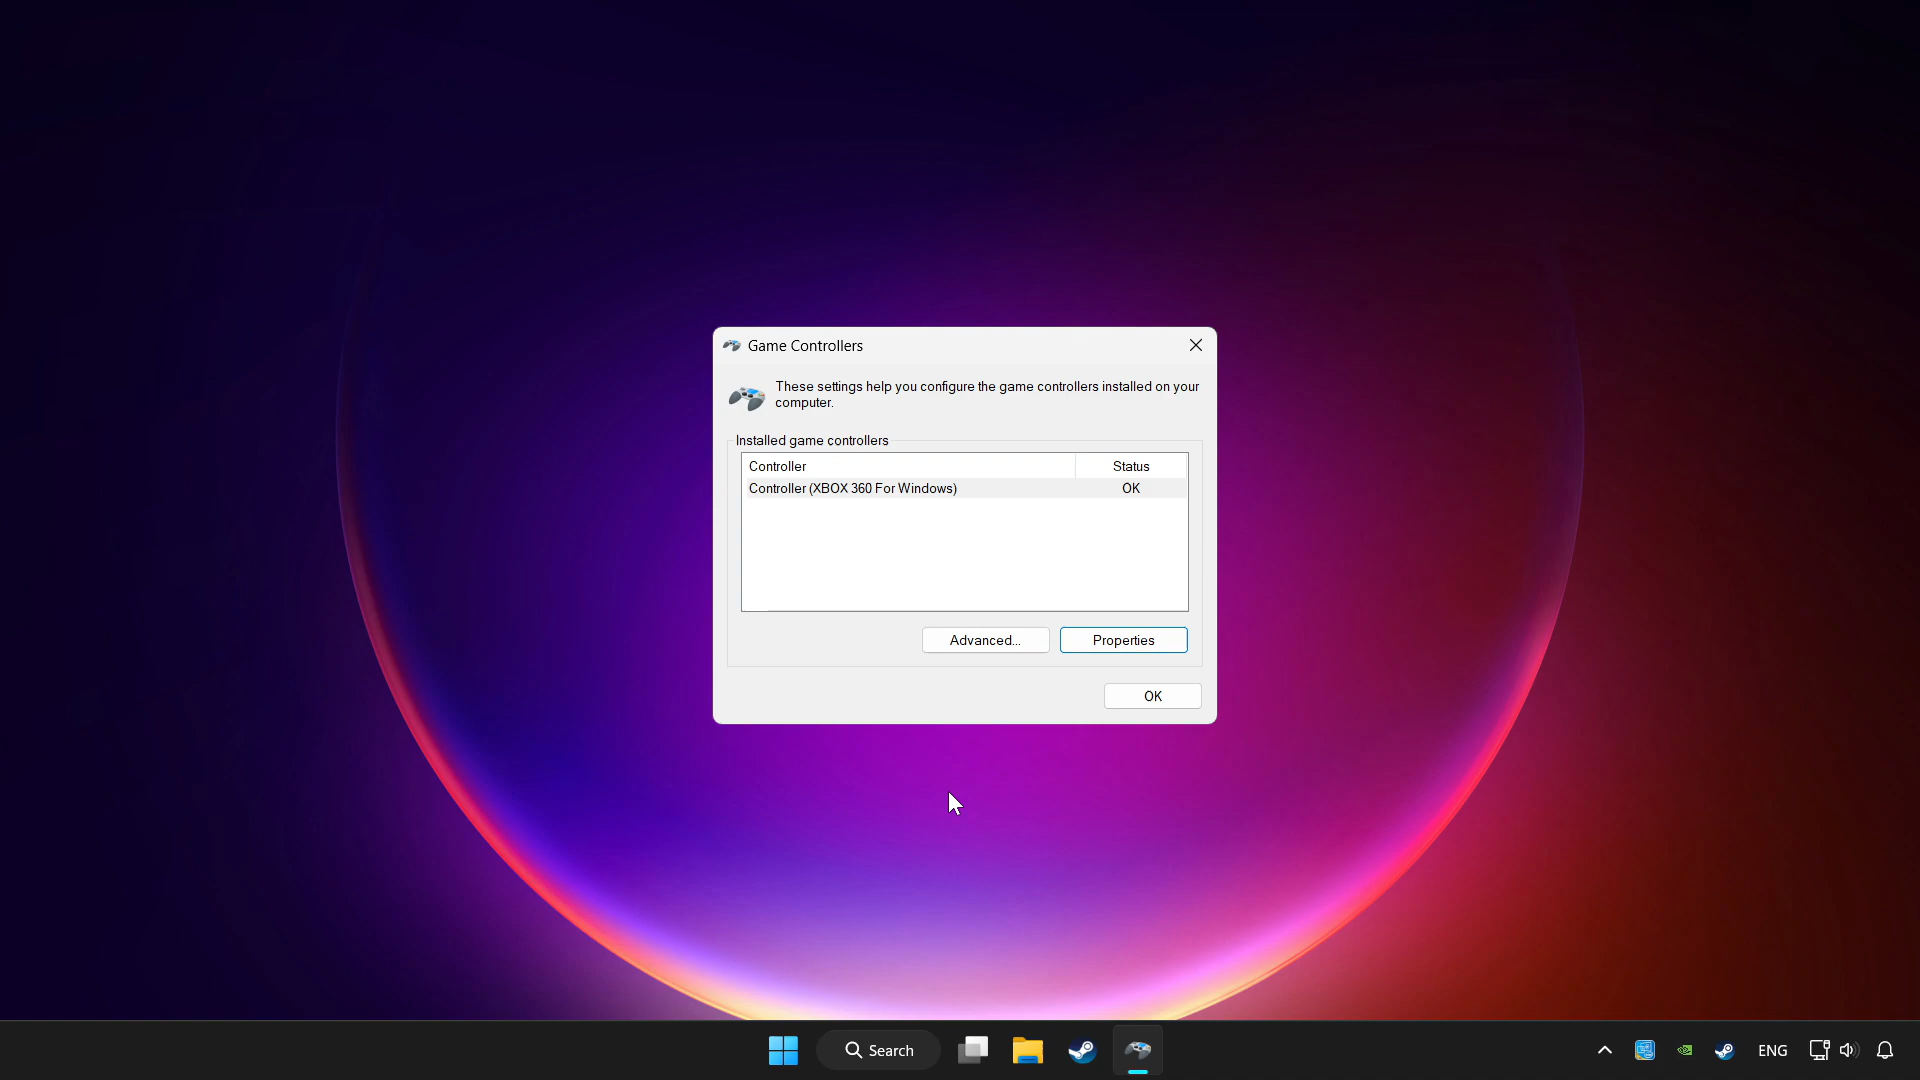 Game Controllers
These settings help you configure the game controllers installed on your
computer.
Installed game controllers
Controller Status
Controller (XBOX 360 For Windows) OK
Advanced... Properties
OK
Search ENG